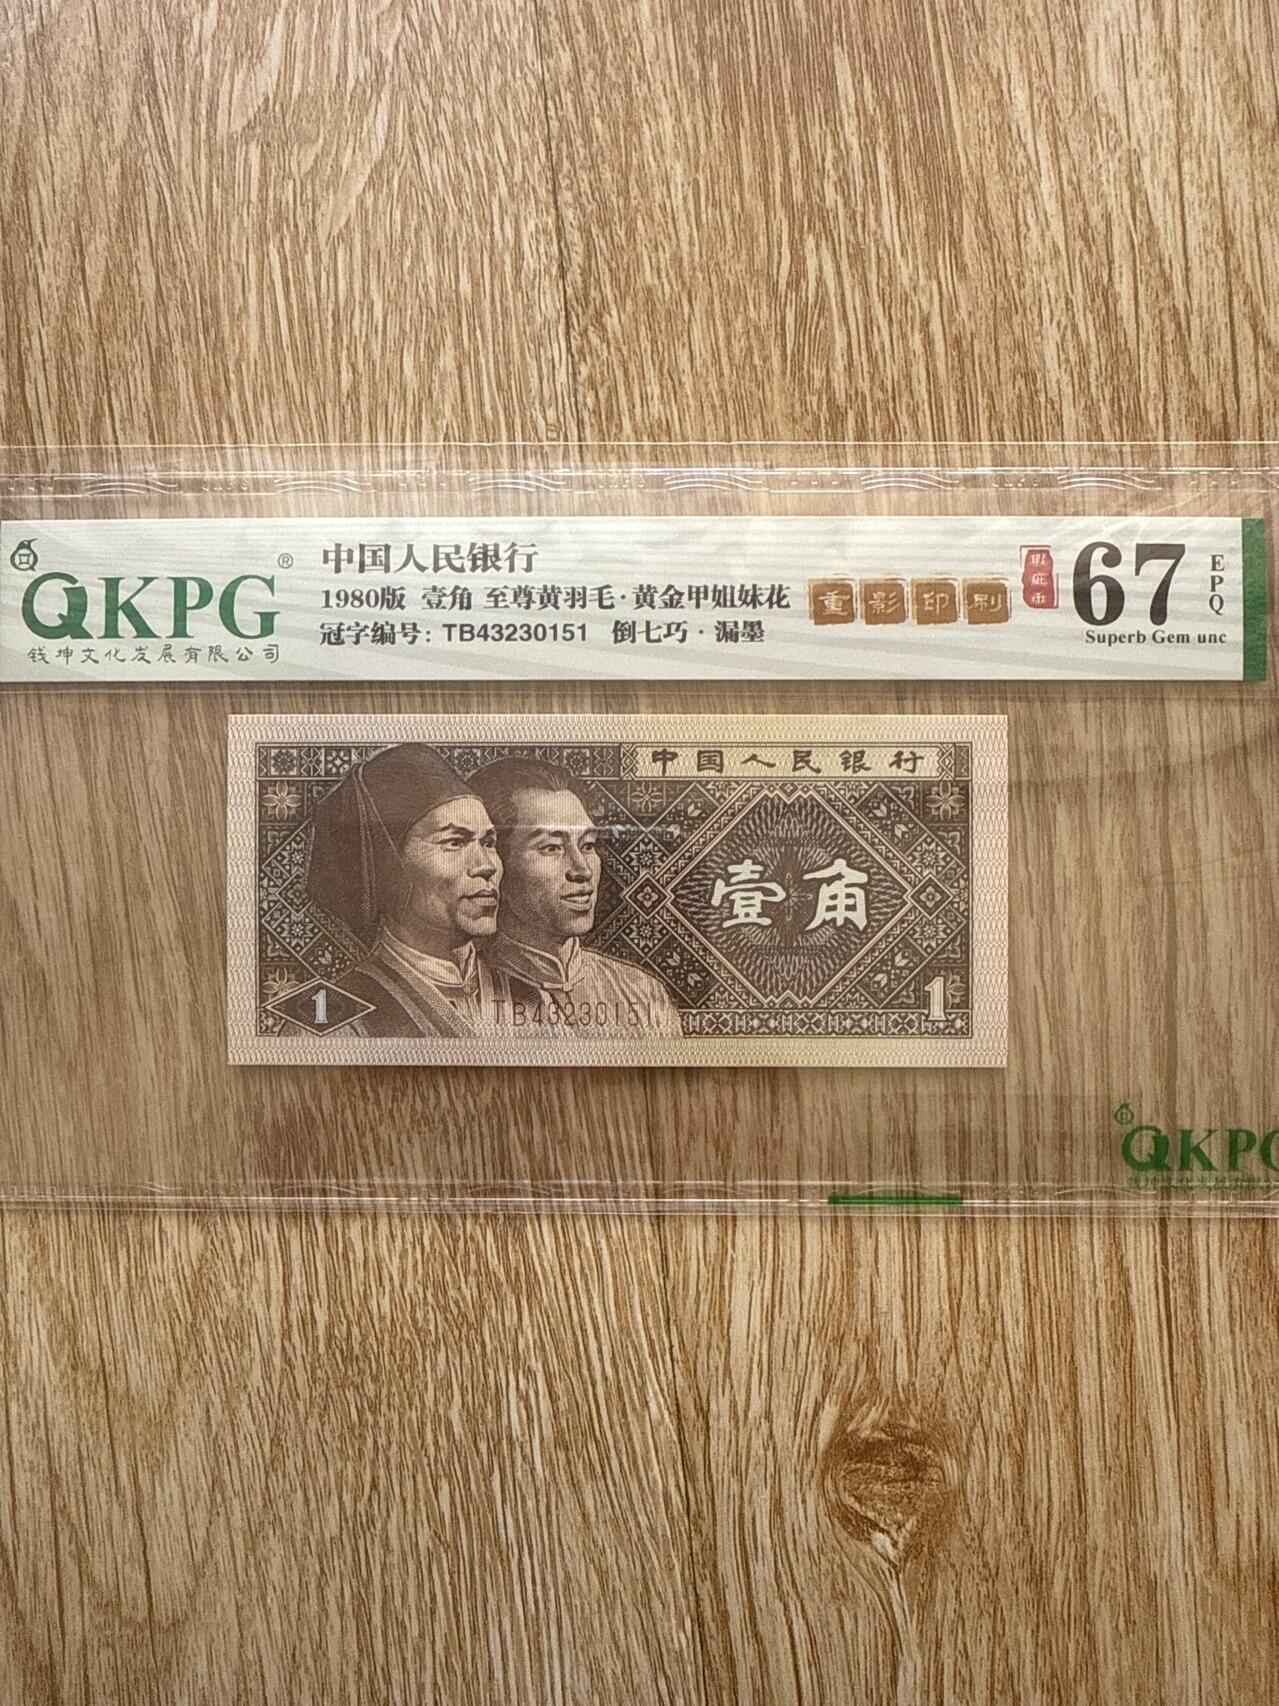 QKPG®
钱坤文化发展有限公司
中国人民银行
1980版 壹角 至尊黄羽毛·黄金甲姐妹花
冠字编号: TB43230151 倒七巧·漏墨
重影印刷
瑕疵币
67
EPQ
Superb Gem unc
中国人民银行
壹角
1
TB43230151
1
QKPG